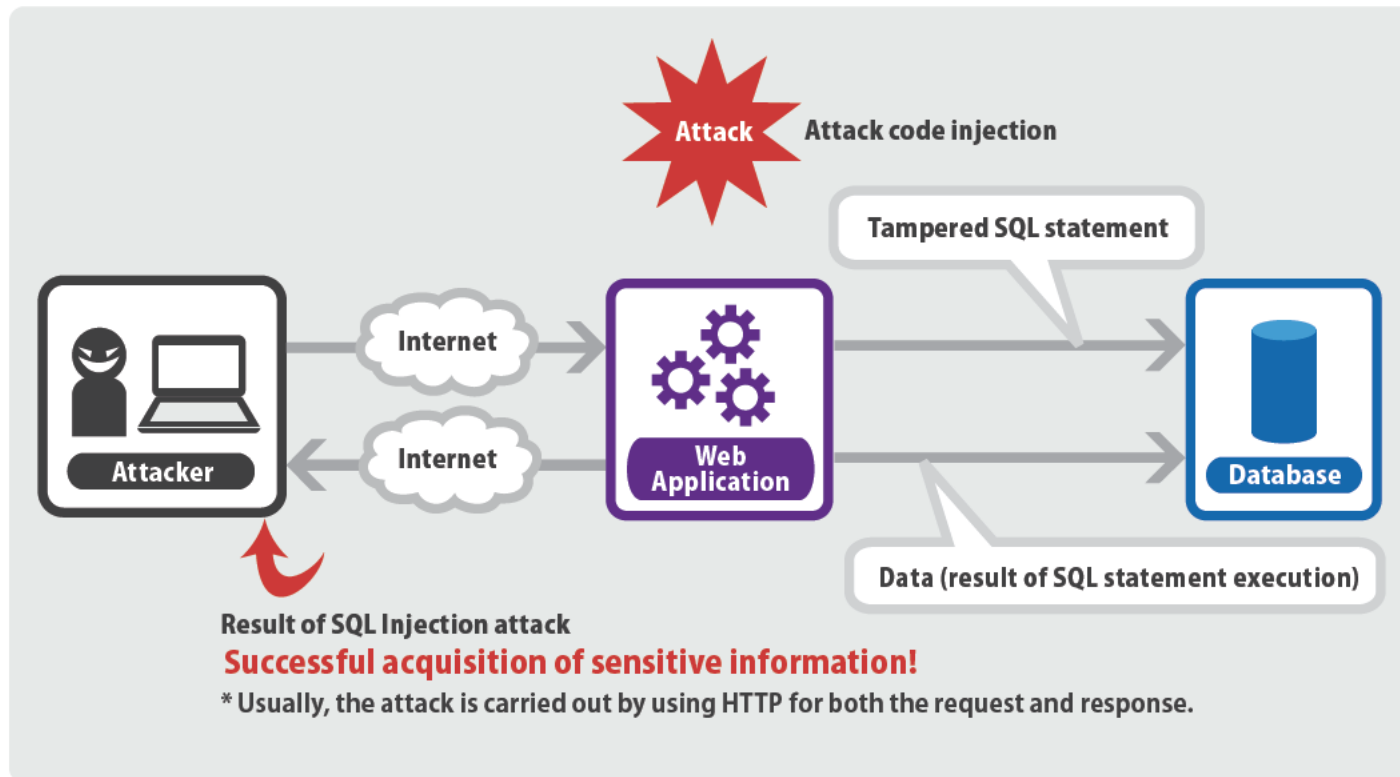 Attack
Attack code injection
Tampered SQL statement
Internet
Internet
Attacker
Web
Application
Database
Data (result of SQL statement execution)
Result of SQL Injection attack
Successful acquisition of sensitive information!
* Usually, the attack is carried out by using HTTP for both the request and response.